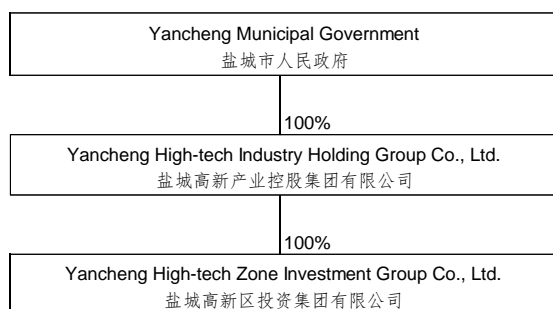 Yancheng Municipal Government
盐城市人民政府
100%
Yancheng High-tech Industry Holding Group Co., Ltd.
盐城高新产业控股集团有限公司
100%
Yancheng High-tech Zone Investment Group Co., Ltd.
盐城高新区投资集团有限公司